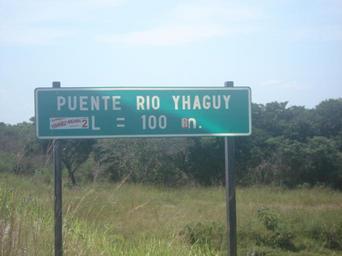 PUENTE RIO YHAGUY
L = 100 m.